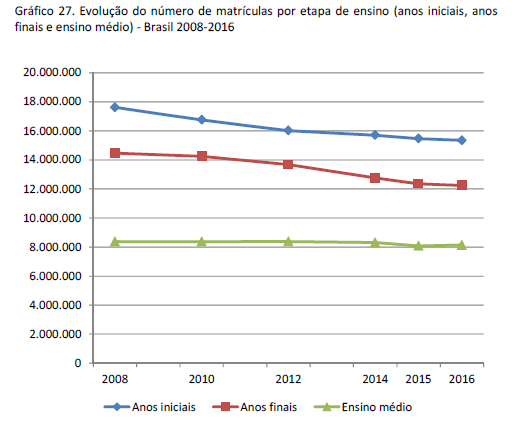 Gráfico 27. Evolução do número de matrículas por etapa de ensino (anos iniciais, anos
finais e ensino médio) - Brasil 2008-2016
20.000.000
18.000.000
16.000.000
14.000.000
12.000.000
10.000.000
8.000.000
6.000.000
4.000.000
2.000.000
0
2008 2010 2012 2014 2015 2016
Anos iniciais Anos finais Ensino médio